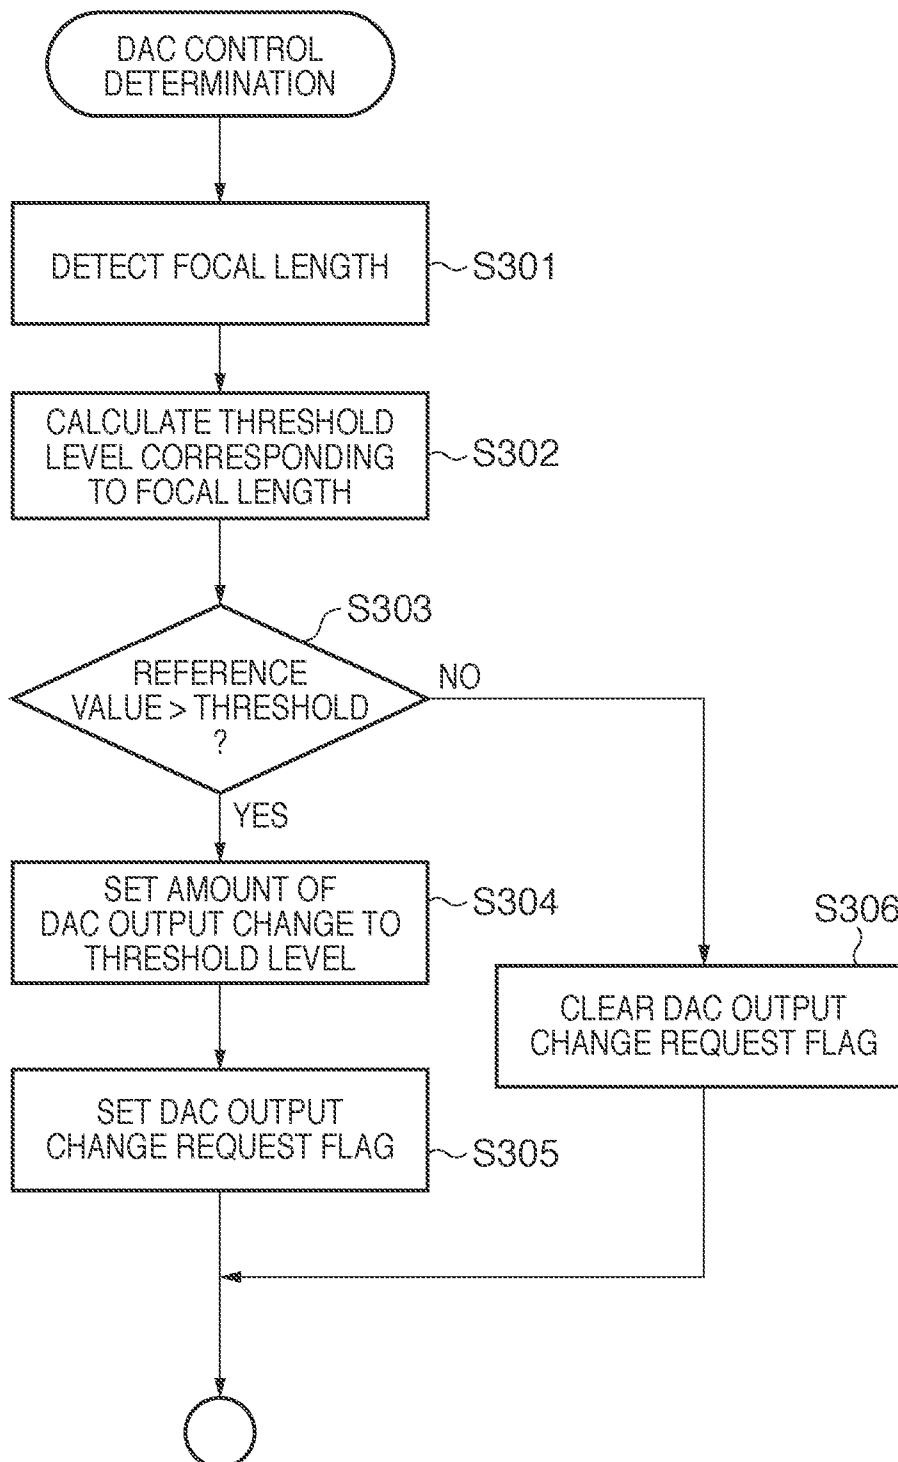 DAC CONTROL
DETERMINATION
DETECT FOCAL LENGTH
S301
CALCULATE THRESHOLD
LEVEL CORRESPONDING
TO FOCAL LENGTH
S302
S303
REFERENCE
VALUE > THRESHOLD
?
NO
YES
SET AMOUNT OF
DAC OUTPUT CHANGE TO
THRESHOLD LEVEL
S304
S306
CLEAR DAC OUTPUT
CHANGE REQUEST FLAG
SET DAC OUTPUT
CHANGE REQUEST FLAG
S305